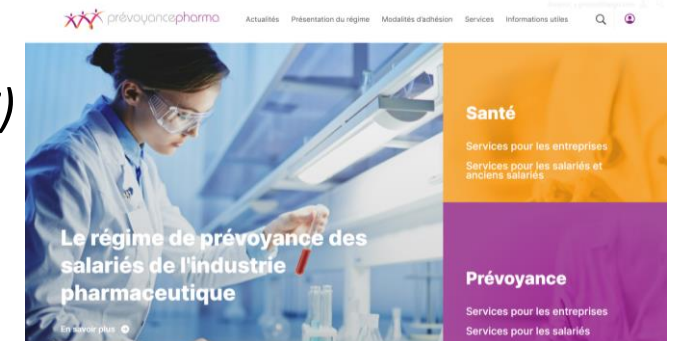 prévoyancepharma
Actualités Présentation du régime Modalités d'adhésion Services Informations utiles
)
Santé
Services pour les entreprises
Services pour les salariés et
anciens salariés
Le régime de prévoyance des
salariés de l'industrie
pharmaceutique
En savoir plus
Prévoyance
Services pour les entreprises
Services pour les salariés